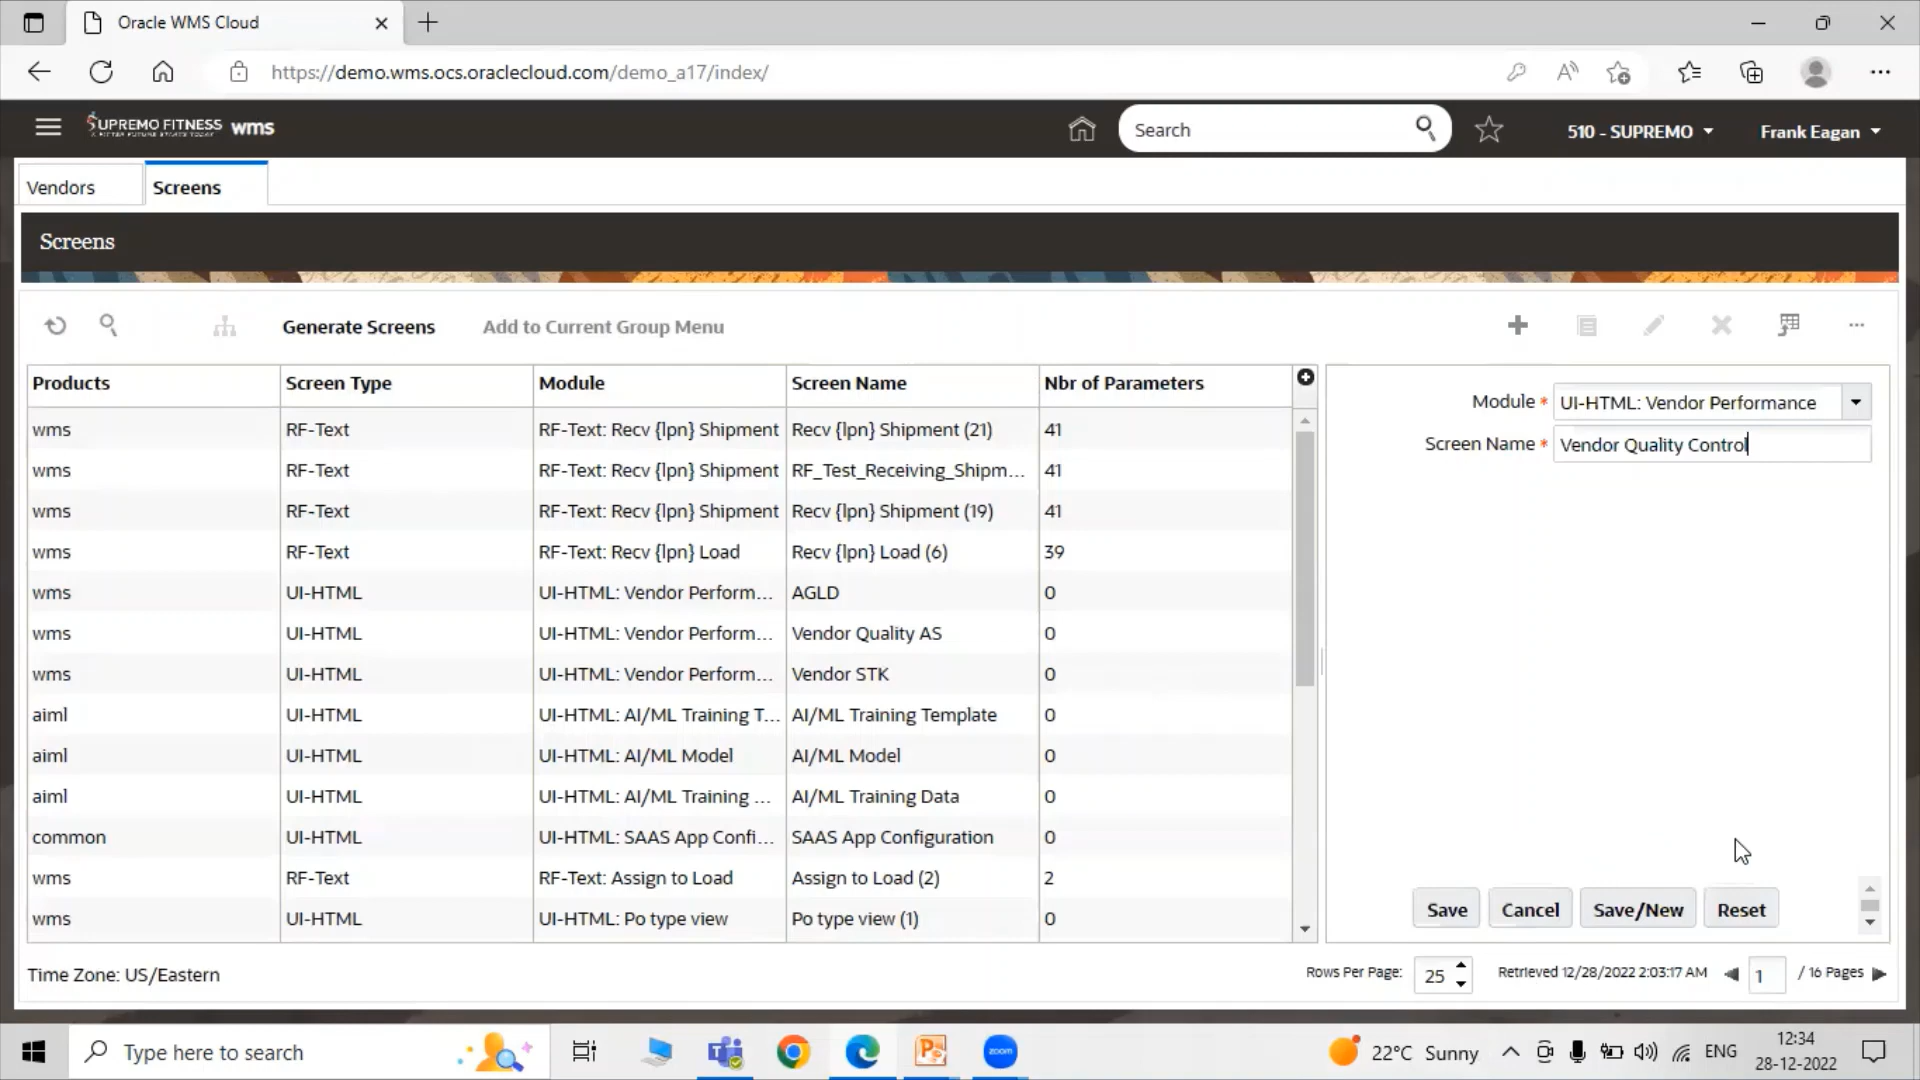 Oracle WMS Cloud
https://demo.wms.ocs.oraclecloud.com/demo_a17/index/
SUPREMO FITNESS wms
Search
510 - SUPREMO
Frank Eagan
Vendors
Screens
Screens
Generate Screens
Add to Current Group Menu
Products Screen Type Module Screen Name Nbr of Parameters
wms RF-Text RF-Text: Recv {lpn} Shipment Recv {lpn} Shipment (21) 41
wms RF-Text RF-Text: Recv {lpn} Shipment RF_Test_Receiving_Shipm... 41
wms RF-Text RF-Text: Recv {lpn} Shipment Recv {lpn} Shipment (19) 41
wms RF-Text RF-Text: Recv {lpn} Load Recv {lpn} Load (6) 39
wms UI-HTML UI-HTML: Vendor Perform... AGLD 0
wms UI-HTML UI-HTML: Vendor Perform... Vendor Quality AS 0
wms UI-HTML UI-HTML: Vendor Perform... Vendor STK 0
aiml UI-HTML UI-HTML: AI/ML Training T... AI/ML Training Template 0
aiml UI-HTML UI-HTML: AI/ML Model AI/ML Model 0
aiml UI-HTML UI-HTML: AI/ML Training ... AI/ML Training Data 0
common UI-HTML UI-HTML: SAAS App Confi... SAAS App Configuration 0
wms RF-Text RF-Text: Assign to Load Assign to Load (2) 2
wms UI-HTML UI-HTML: Po type view Po type view (1) 0
Module * UI-HTML: Vendor Performance
Screen Name * Vendor Quality Control
Save Cancel Save/New Reset
Time Zone: US/Eastern
Rows Per Page: 25 Retrieved 12/28/2022 2:03:17 AM 1 / 16 Pages
Type here to search
zoom
22°C Sunny
ENG
12:34
28-12-2022